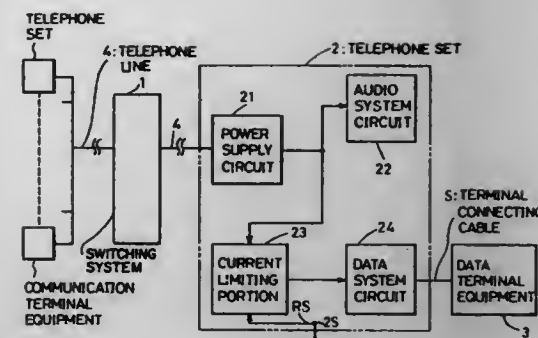 TELEPHONE
SET
4: TELEPHONE
LINE
1
4
2: TELEPHONE SET
21
POWER
SUPPLY
CIRCUIT
AUDIO
SYSTEM
CIRCUIT
22
23
CURRENT
LIMITING
PORTION
24
DATA
SYSTEM
CIRCUIT
S: TERMINAL
CONNECTING
CABLE
DATA
TERMINAL
EQUIPMENT
3
SWITCHING
SYSTEM
COMMUNICATION
TERMINAL
EQUIPMENT
RS
2S